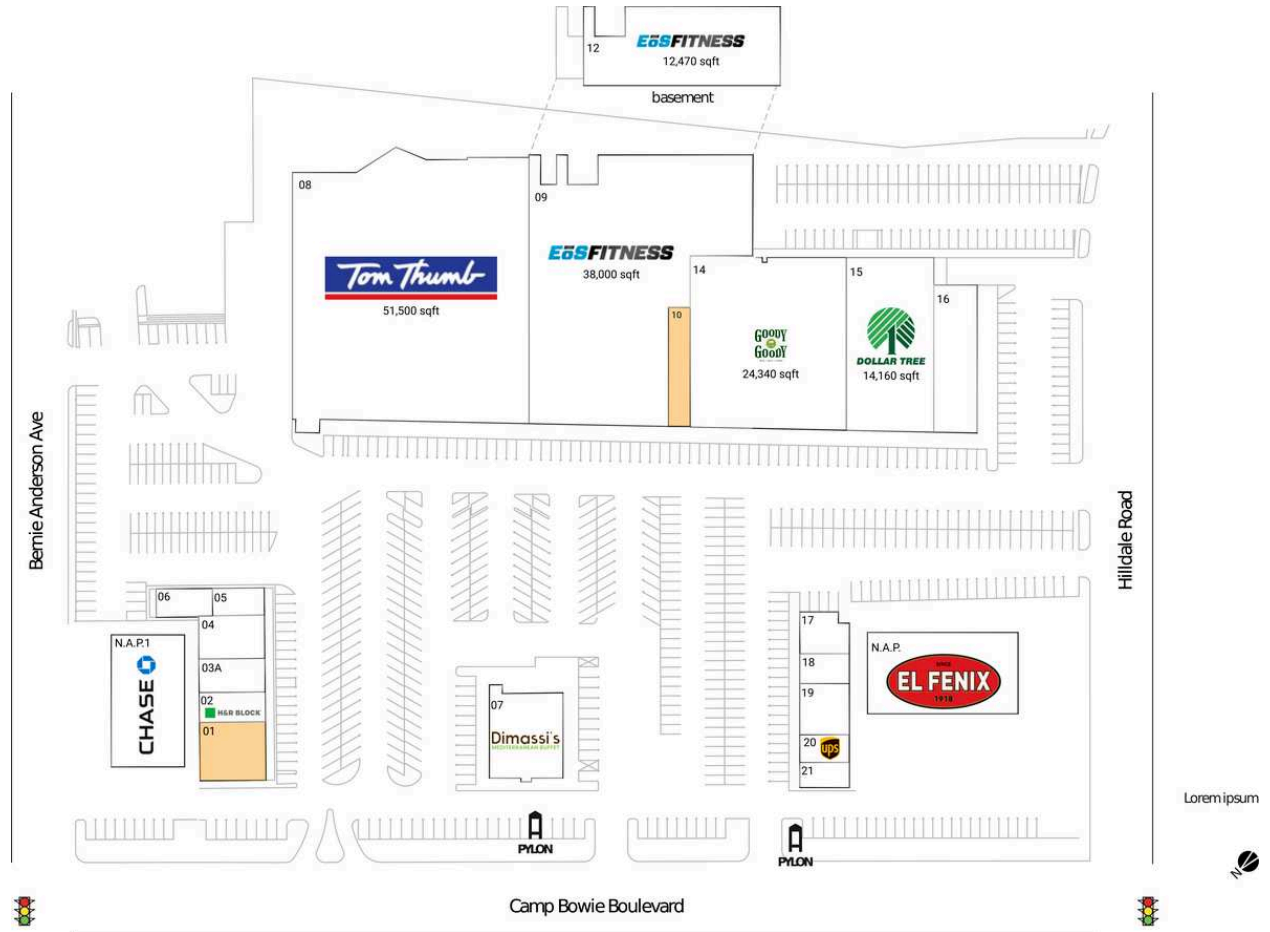 12
EōSFITNESS
12,470 sqft
basement
08
Tom Thumb
51,500 sqft
09
EōSFITNESS
38,000 sqft
10
14
GOODY
GOODY
24,340 sqft
15
DOLLAR TREE
14,160 sqft
16
Bernie Anderson Ave
Hilldale Road
06
05
04
03A
02
H&R BLOCK
01
N.A.P.1
CHASE
07
Dimassi's
MEDITERRANEAN BUFFET
17
18
19
20
ups
21
N.A.P.
SINCE
EL FENIX
1918
PYLON
PYLON
Lorem ipsum
N
Camp Bowie Boulevard